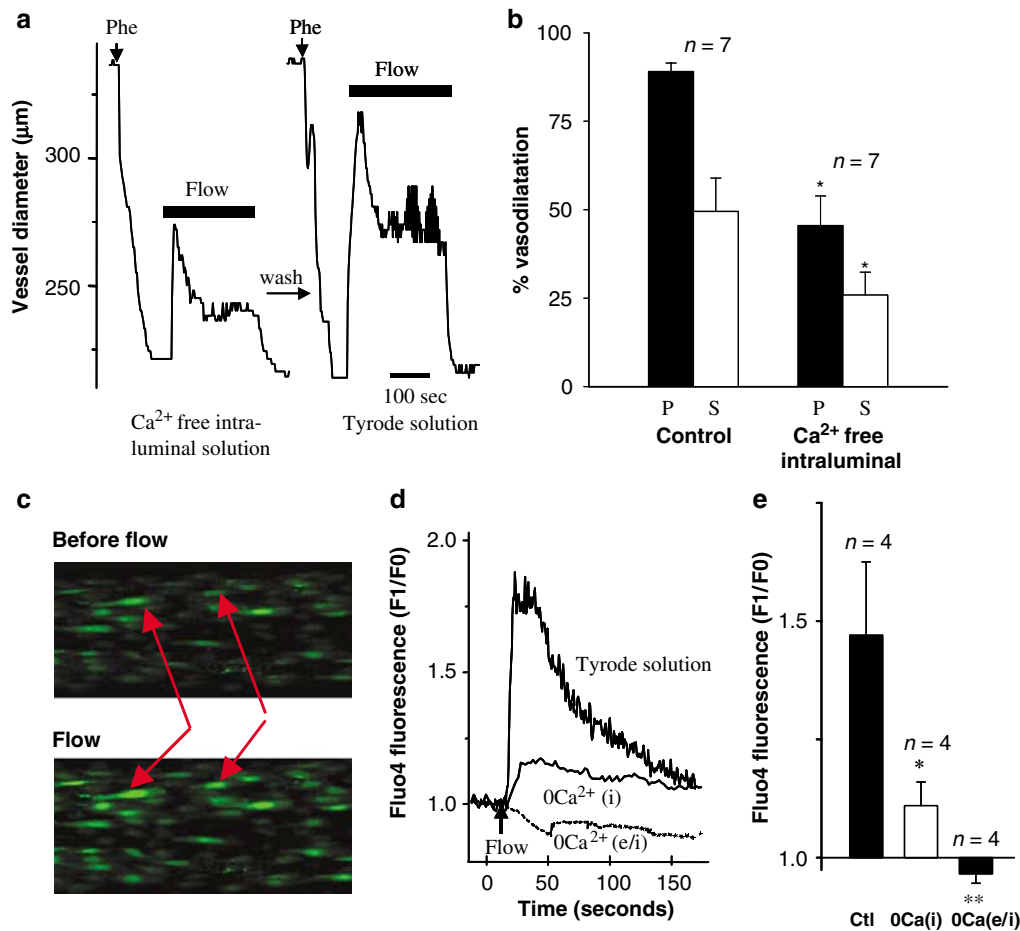 a
Phe
Phe
Flow
Flow
Vessel diameter (μm)
300
250
wash
100 sec
Ca²⁺ free intra-
luminal solution
Tyrode solution
b
100
75
50
25
0
% vasodilatation
n = 7
n = 7
*
*
P
S
P
S
Control
Ca²⁺ free
intraluminal
c
Before flow
Flow
d
Fluo4 fluorescence (F1/F0)
2.0
1.5
1.0
Tyrode solution
0Ca²⁺ (i)
0Ca²⁺ (e/i)
Flow
0
50
100
150
Time (seconds)
e
Fluo4 fluorescence (F1/F0)
1.5
1.0
n = 4
n = 4
*
n = 4
**
Ctl
0Ca(i)
0Ca(e/i)